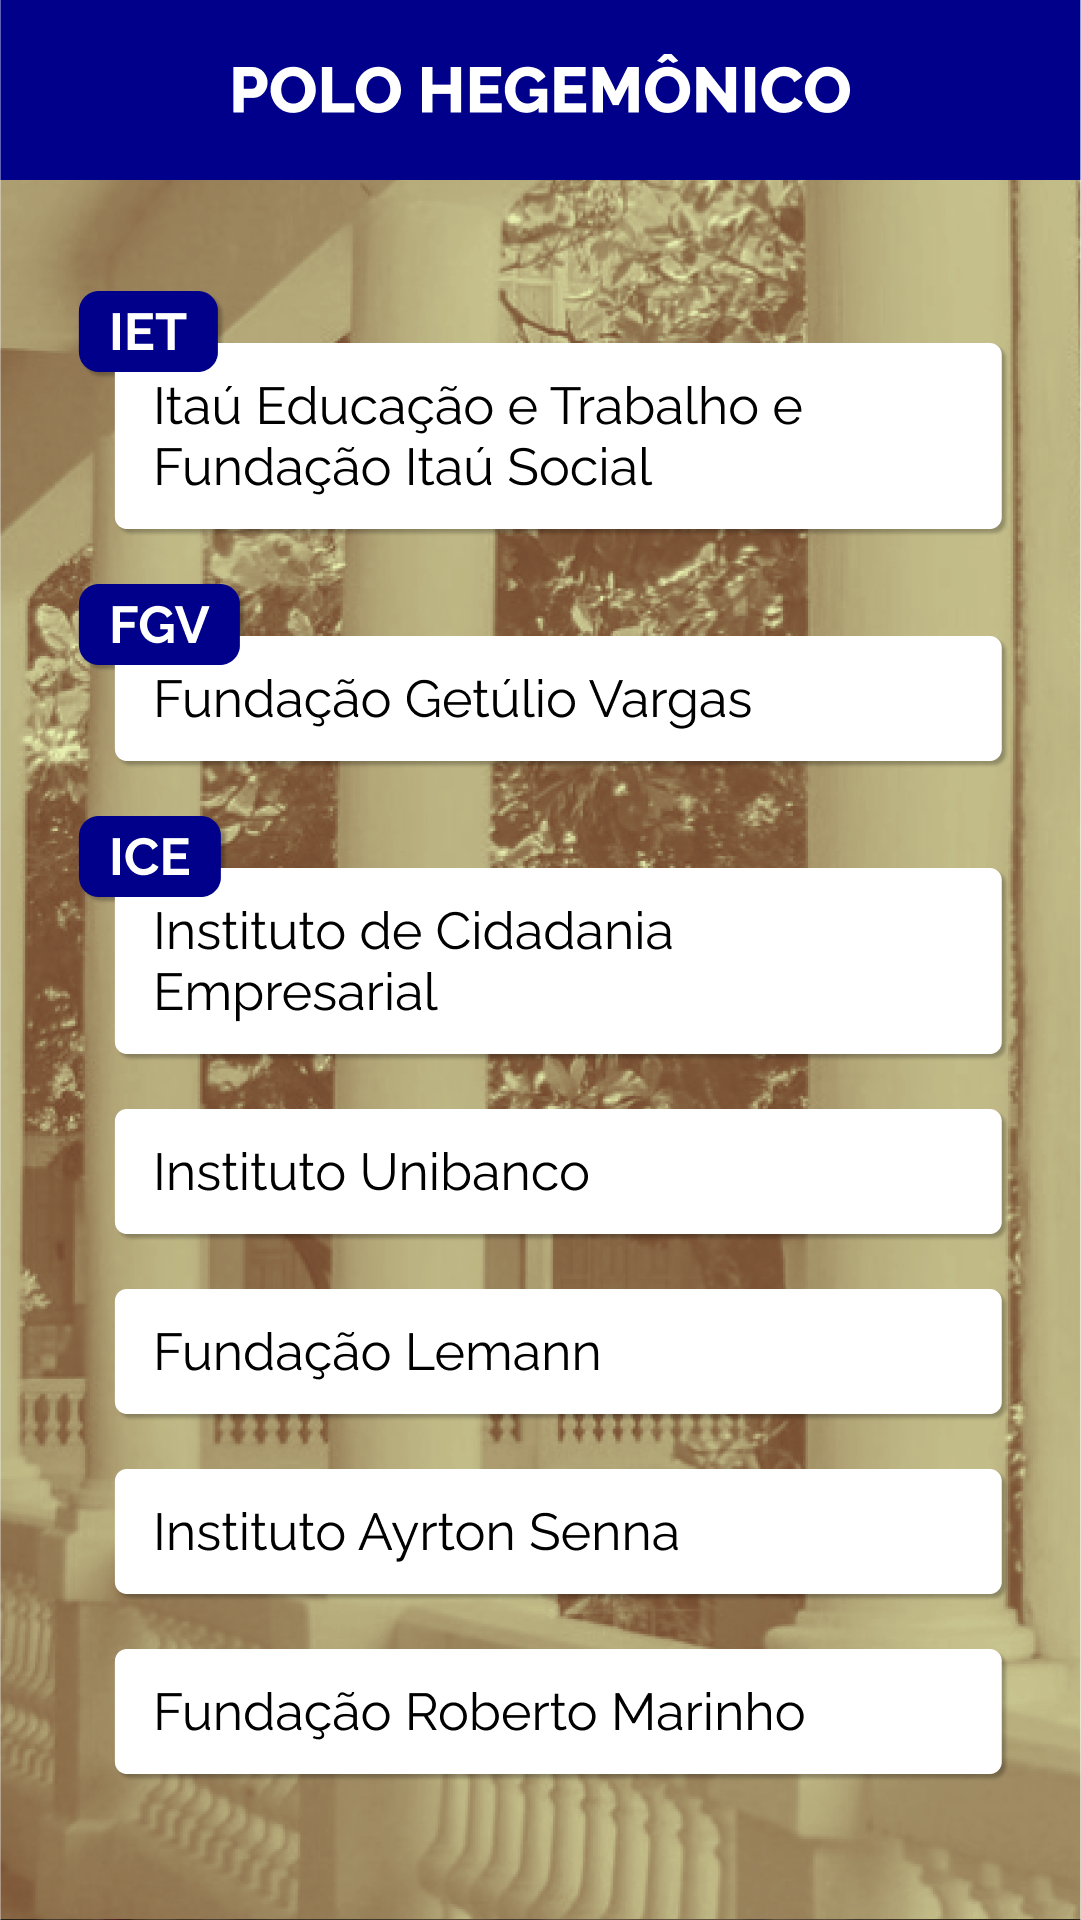 POLO HEGEMÔNICO
IET
Itaú Educação e Trabalho e
Fundação Itaú Social
FGV
Fundação Getúlio Vargas
ICE
Instituto de Cidadania
Empresarial
Instituto Unibanco
Fundação Lemann
Instituto Ayrton Senna
Fundação Roberto Marinho